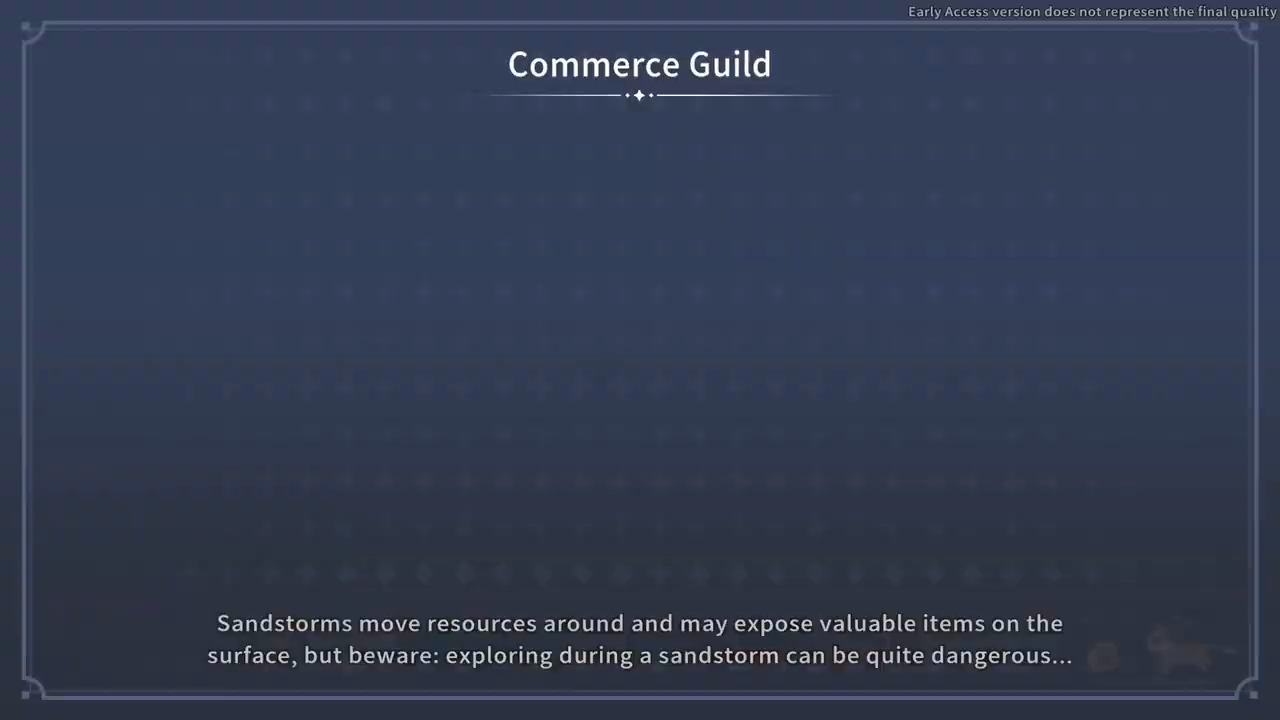 Early Access version does not represent the final quality
Commerce Guild
Sandstorms move resources around and may expose valuable items on the
surface, but beware: exploring during a sandstorm can be quite dangerous...